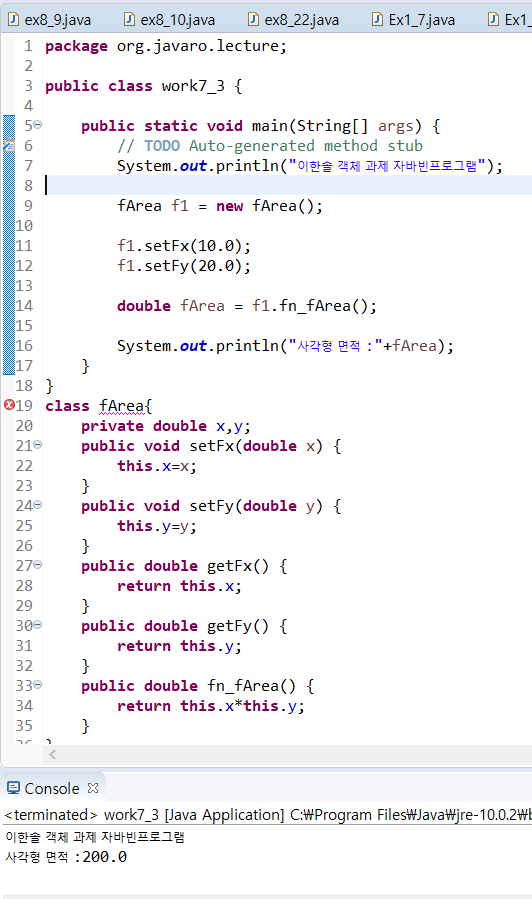 ex8_9.java ex8_10.java ex8_22.java Ex1_7.java Ex1_
1 package org.javaro.lecture;
2
3 public class work7_3 {
4
5 public static void main(String[] args) {
6 // TODO Auto-generated method stub
7 System.out.println("이한솔 객체 과제 자바빈프로그램");
8
9 fArea f1 = new fArea();
10
11 f1.setFx(10.0);
12 f1.setFy(20.0);
13
14 double fArea = f1.fn_fArea();
15
16 System.out.println("사각형 면적 :"+fArea);
17 }
18 }
19 class fArea{
20 private double x,y;
21 public void setFx(double x) {
22 this.x=x;
23 }
24 public void setFy(double y) {
25 this.y=y;
26 }
27 public double getFx() {
28 return this.x;
29 }
30 public double getFy() {
31 return this.y;
32 }
33 public double fn_fArea() {
34 return this.x*this.y;
35 }
Console
<terminated> work7_3 [Java Application] C:₩Program Files₩Java₩jre-10.0.2₩b
이한솔 객체 과제 자바빈프로그램
사각형 면적 :200.0